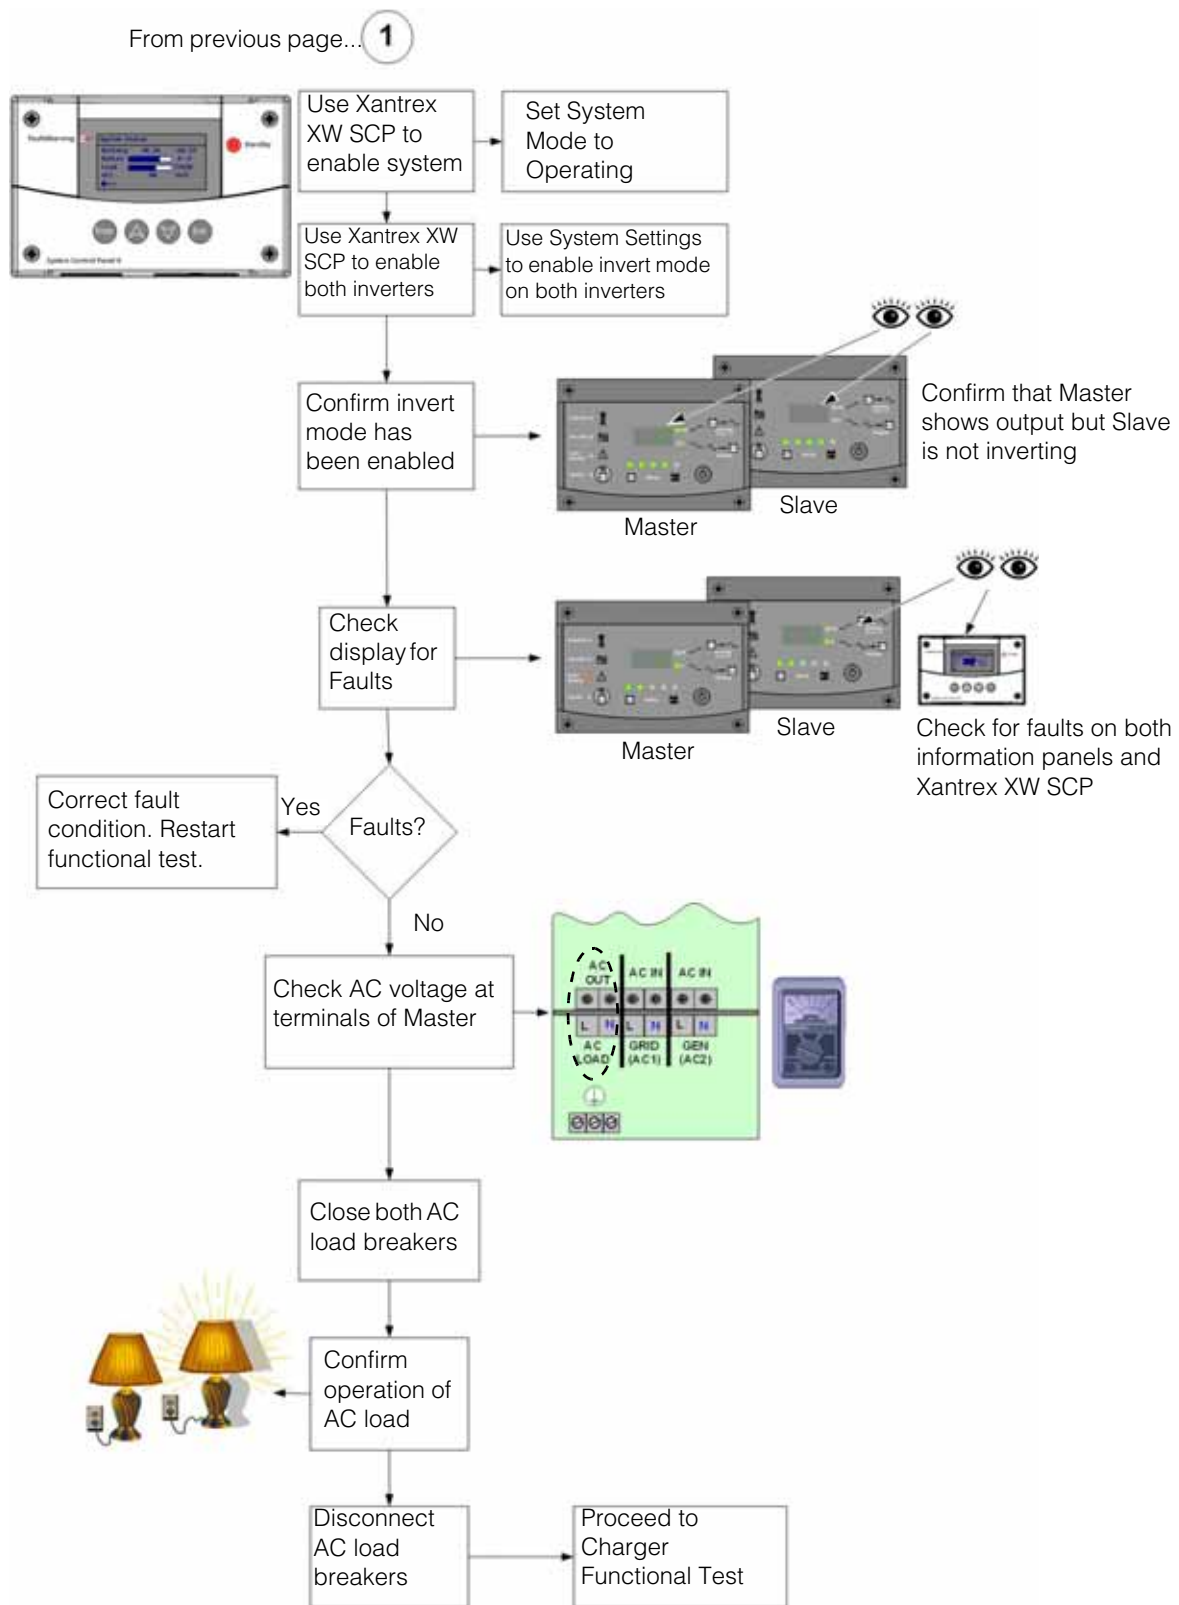 From previous page...
1
Use Xantrex
XW SCP to
enable system
Set System
Mode to
Operating
Standby
System Control Panel
Use Xantrex XW
SCP to enable
both inverters
Use System Settings
to enable invert mode
on both inverters
Confirm invert
mode has
been enabled
Confirm that Master
shows output but Slave
is not inverting
Slave
Master
Check
display for
Faults
Slave
Master
Check for faults on both
information panels and
Xantrex XW SCP
Correct fault
condition. Restart
functional test.
Yes
Faults?
No
Check AC voltage at
terminals of Master
AC
OUT
AC IN
AC IN
L N L N L N
AC
LOAD
GRID
(AC1)
GEN
(AC2)
Close both AC
load breakers
Confirm
operation of
AC load
Disconnect
AC load
breakers
Proceed to
Charger
Functional Test